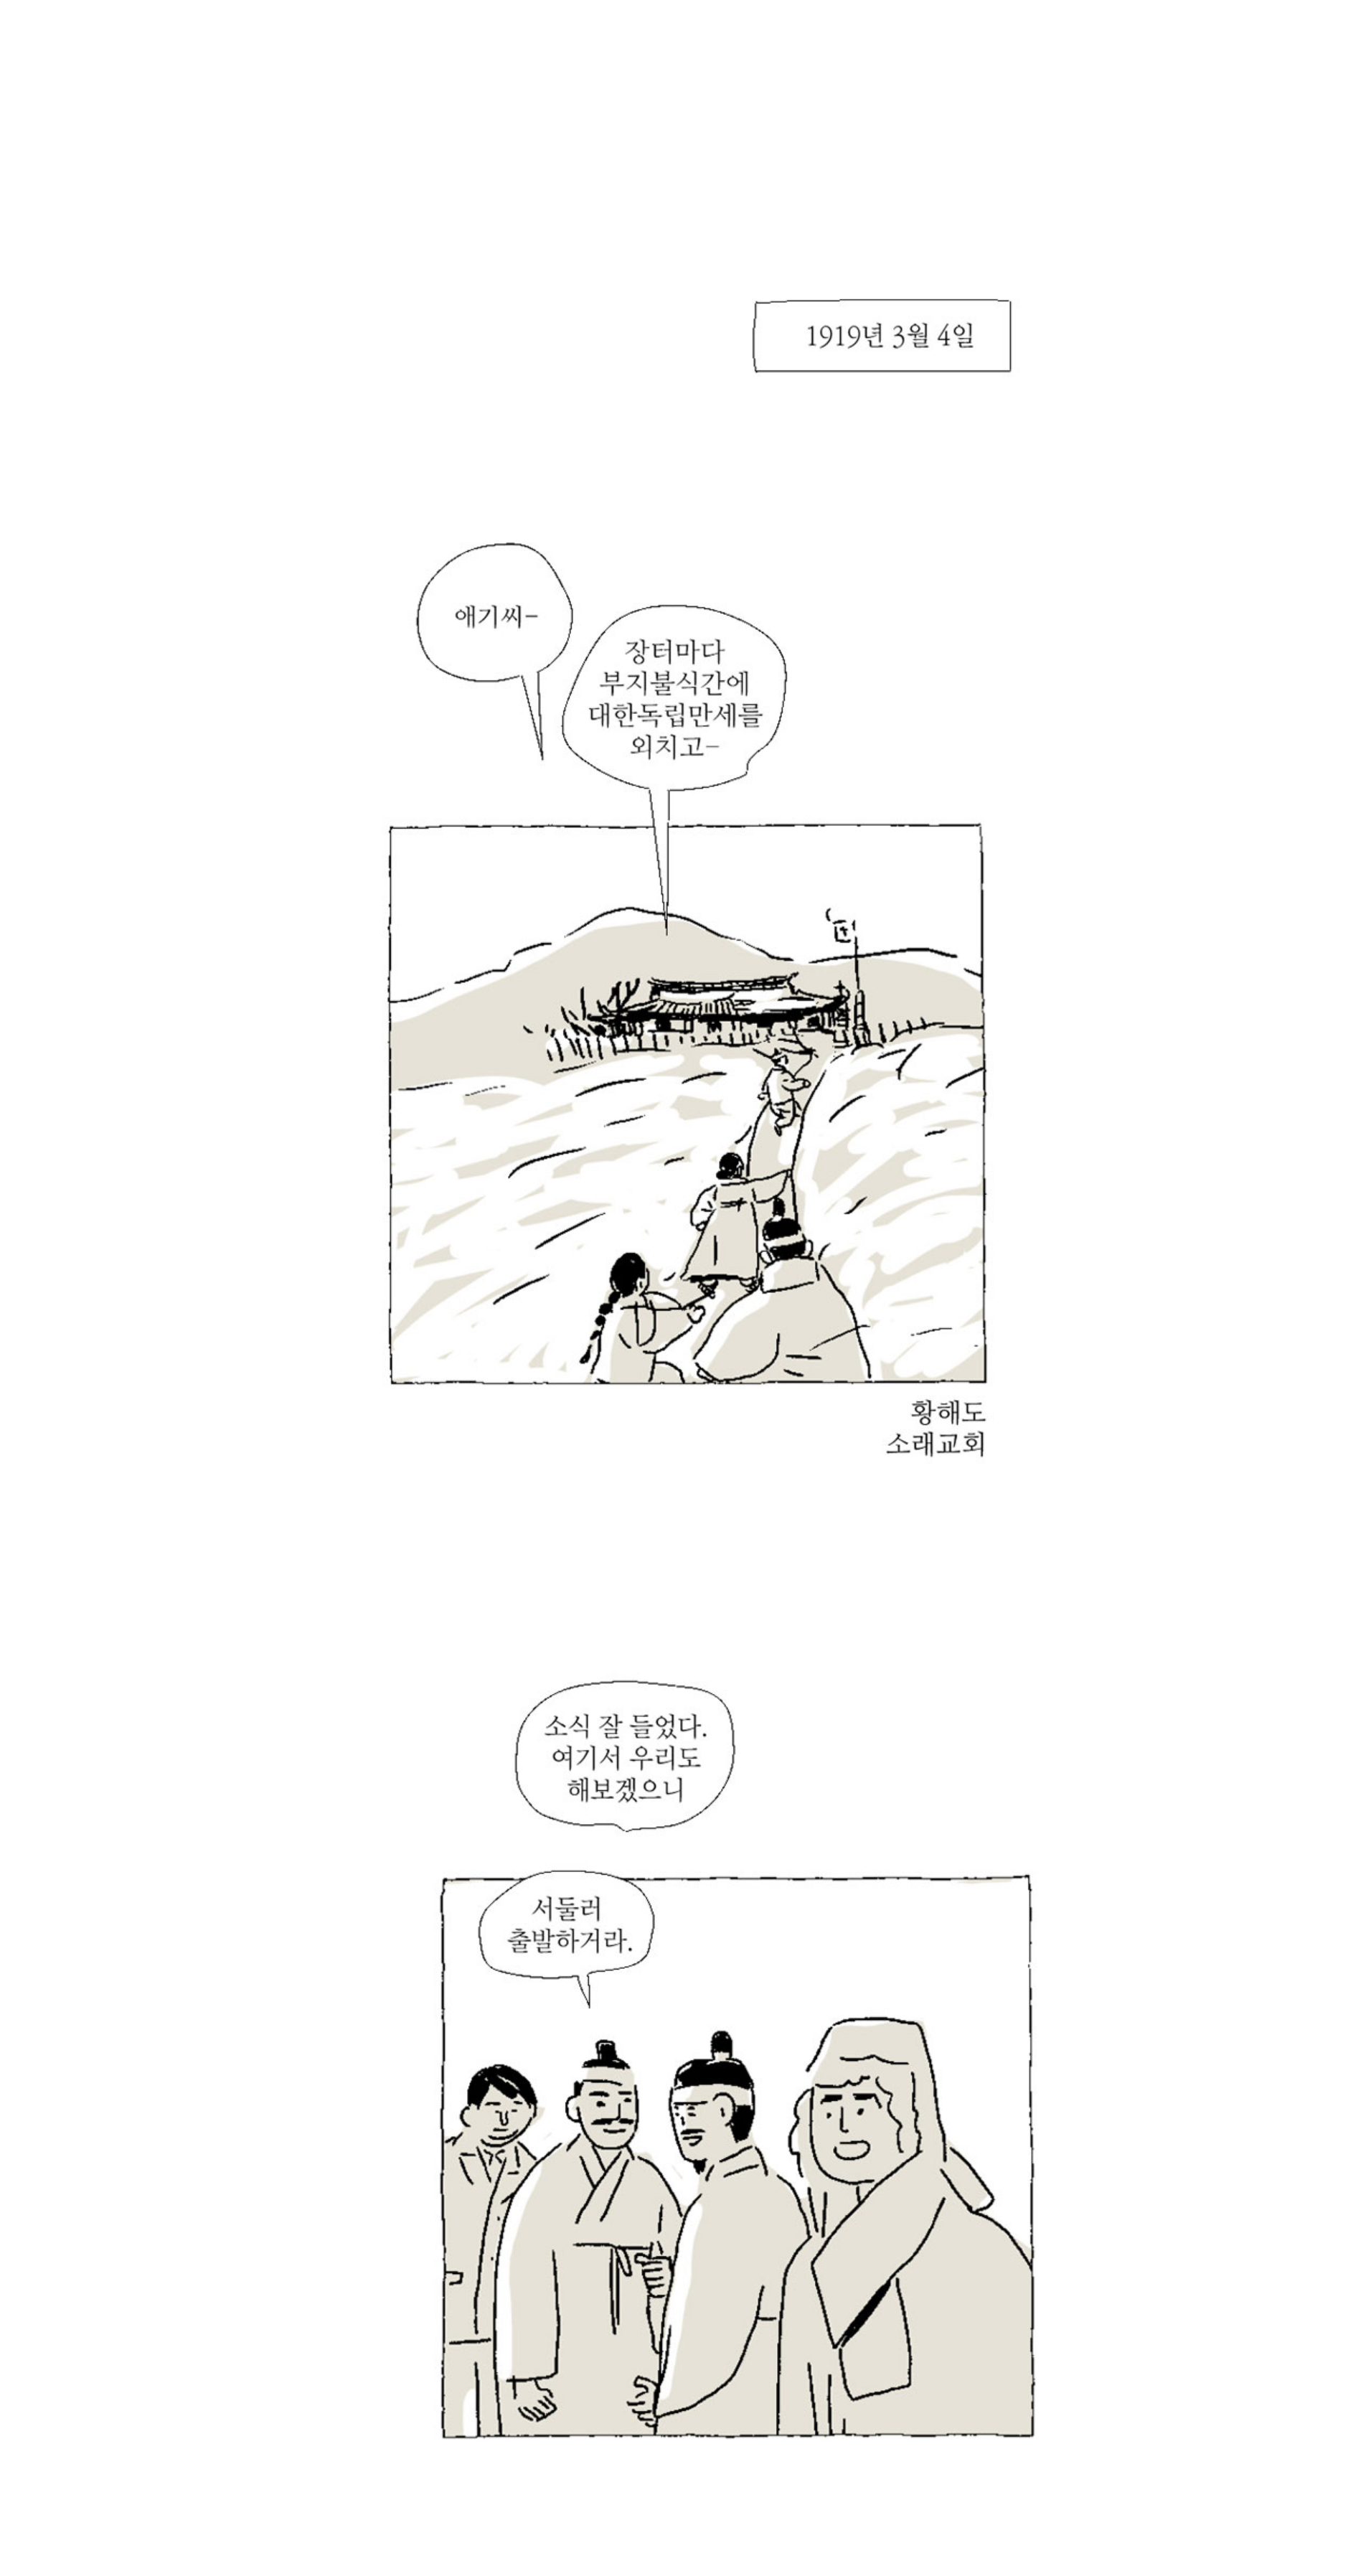 1919년 3월 4일
애기씨-
장터마다
부지불식간에
대한독립만세를
외치고-
황해도
소래교회
소식 잘 들었다.
여기서 우리도
해보겠으니
서둘러
출발하거라.